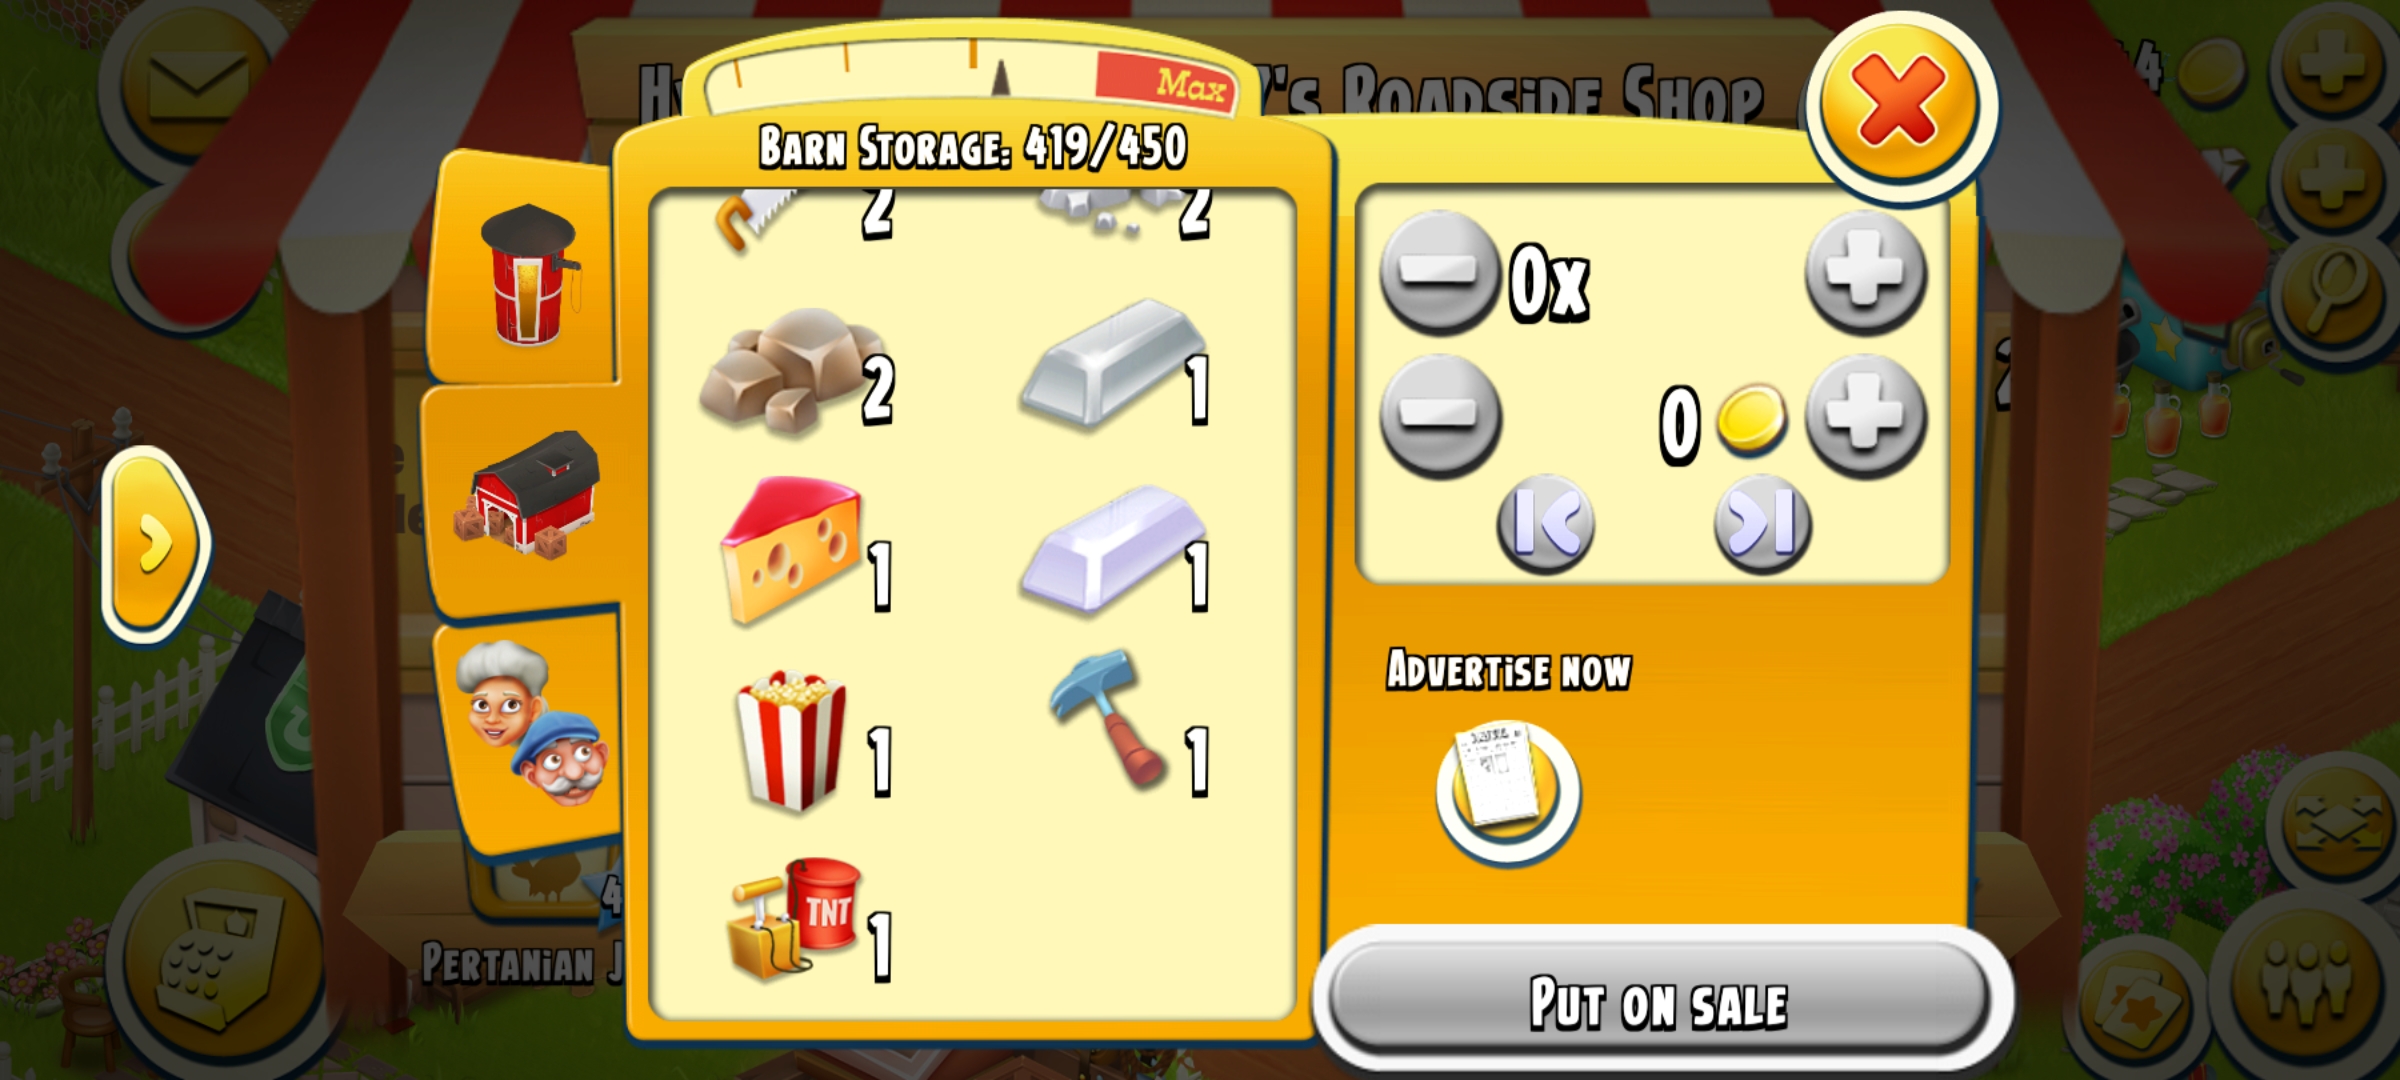 'S ROADSIDE SHOP
Max
BARN STORAGE: 419/450
2
2
2
1
1
1
1
1
TNT
1
0x
0
ADVERTISE NOW
PUT ON SALE
PERTANIAN